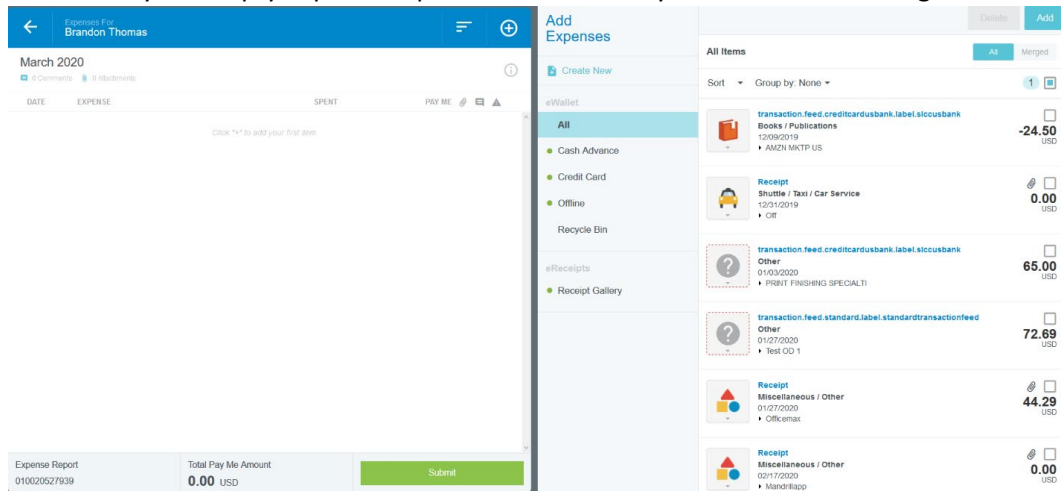 Expenses For
Brandon Thomas
March 2020
0 Comments 0 Attachments
DATE EXPENSE SPENT PAY ME
Click "+" to add your first item.
Expense Report
010020527939
Total Pay Me Amount
0.00 USD
Submit
Add
Expenses
Create New
eWallet
All
Cash Advance
Credit Card
Offline
Recycle Bin
eReceipts
Receipt Gallery
Delete Add
All Items All Merged
Sort Group by: None 1
transaction.feed.creditcardusbank.label.slccusbank
Books / Publications
12/09/2019
AMZN MKTP US
-24.50
USD
Receipt
Shuttle / Taxi / Car Service
12/31/2019
Off
0.00
USD
transaction.feed.creditcardusbank.label.slccusbank
Other
01/03/2020
PRINT FINISHING SPECIALTI
65.00
USD
transaction.feed.standard.label.standardtransactionfeed
Other
01/27/2020
Test OD 1
72.69
USD
Receipt
Miscellaneous / Other
01/27/2020
Officemax
44.29
USD
Receipt
Miscellaneous / Other
02/17/2020
Mandrillapp
0.00
USD